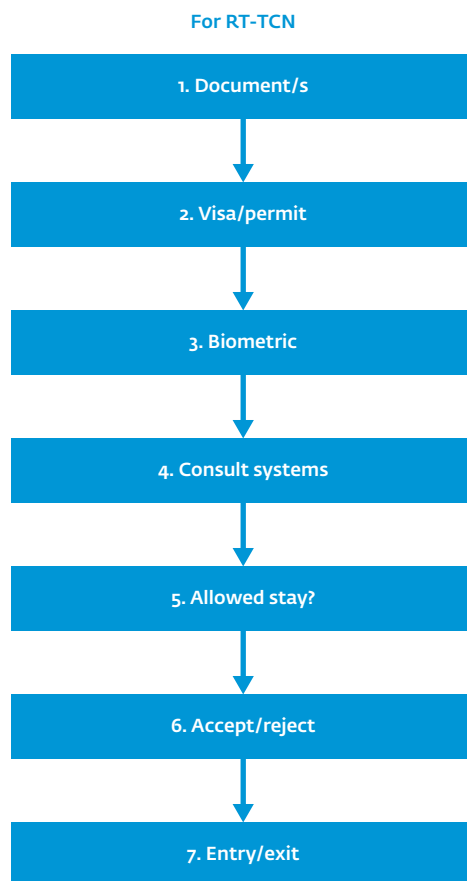 For RT-TCN
1. Document/s
2. Visa/permit
3. Biometric
4. Consult systems
5. Allowed stay?
6. Accept/reject
7. Entry/exit